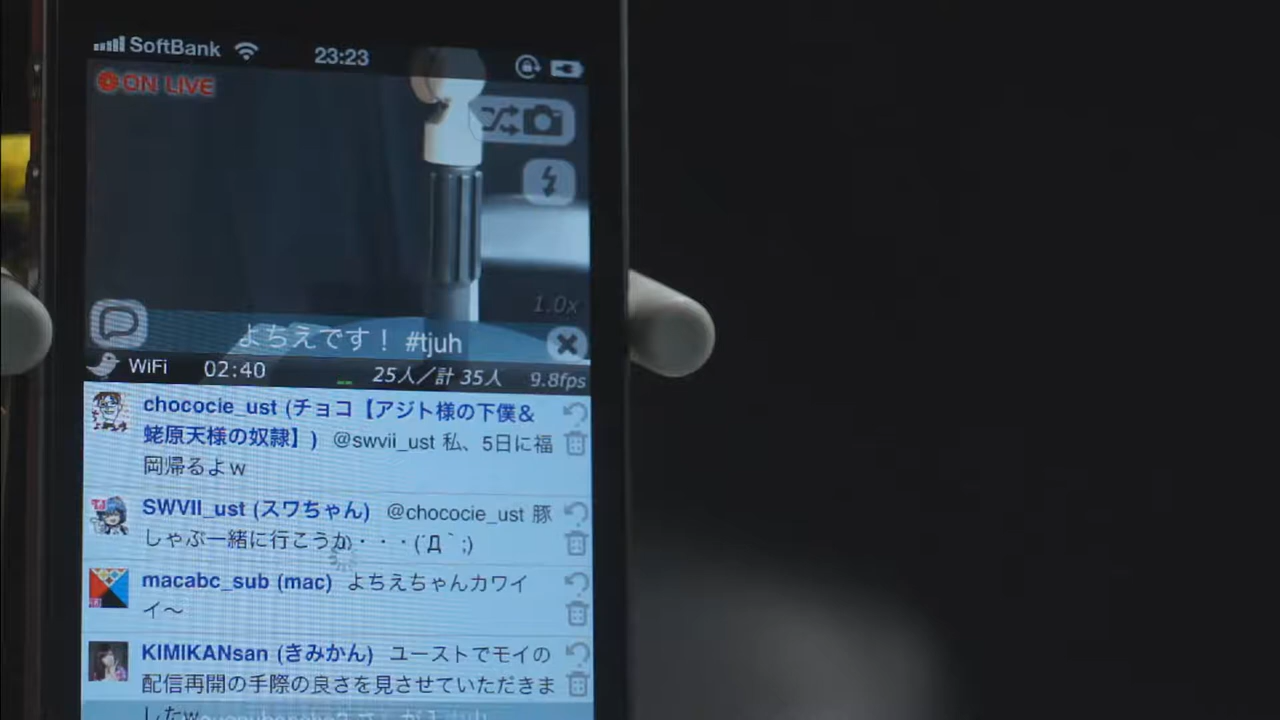 SoftBank 23:23
ON LIVE
1.0x
よちえです！ #tjuh
WiFi 02:40 25人／計 35人 9.8fps
chococie_ust (チョコ【アジト様の下僕&
蛯原天様の奴隷】) @swvii_ust 私、5日に福
岡帰るよw
SWVII_ust (スワちゃん) @chococie_ust 豚
しゃぶ一緒に行こうか・・・(´Д｀;)
macabc_sub (mac) よちえちゃんカワイ
イ～
KIMIKANsan (きみかん) ユーストでモイの
配信再開の手際の良さを見させていただきま
したw